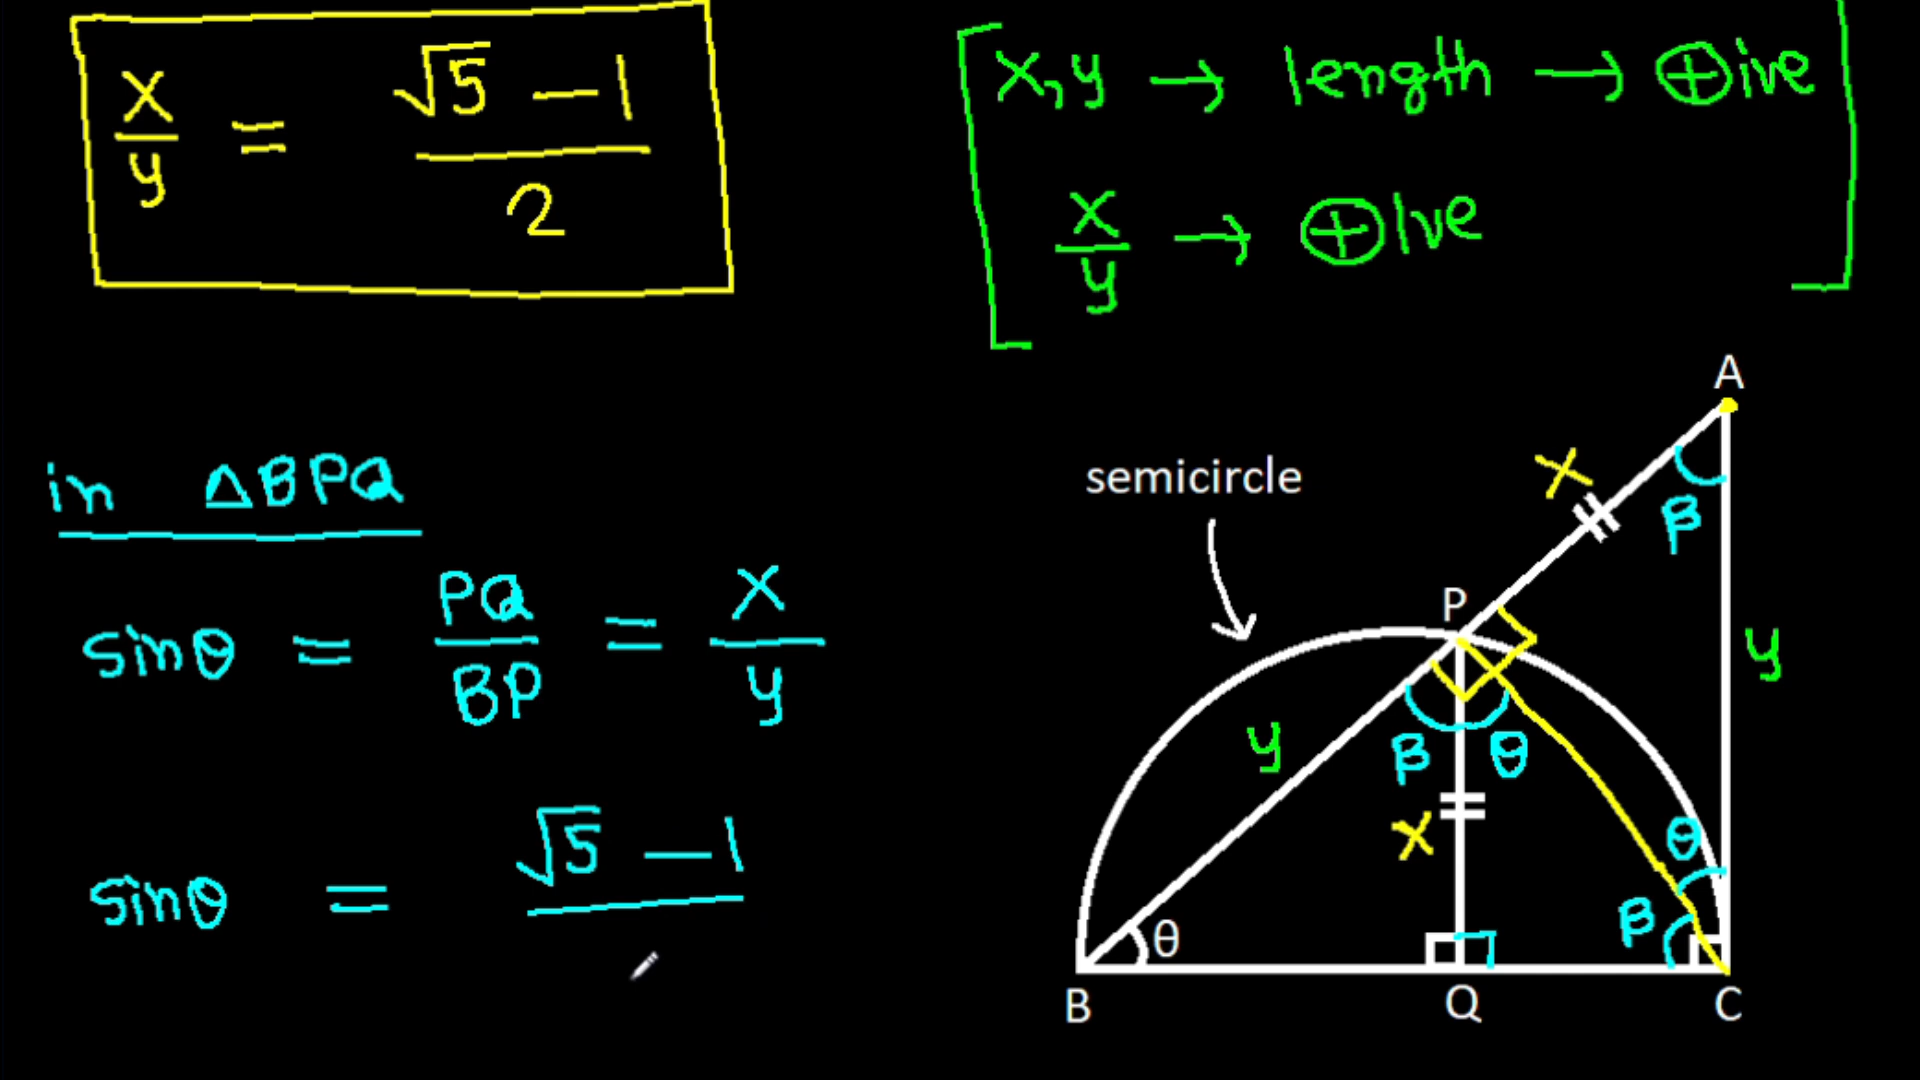 x/y = (√5 - 1)/2
x, y → length → ⊕ive
x/y → ⊕ive
in ΔBPQ
sinθ = PQ/BP = x/y
sinθ = √5 - 1
semicircle
A
x
β
P
y
y
β θ
x
θ
β
θ
B Q C